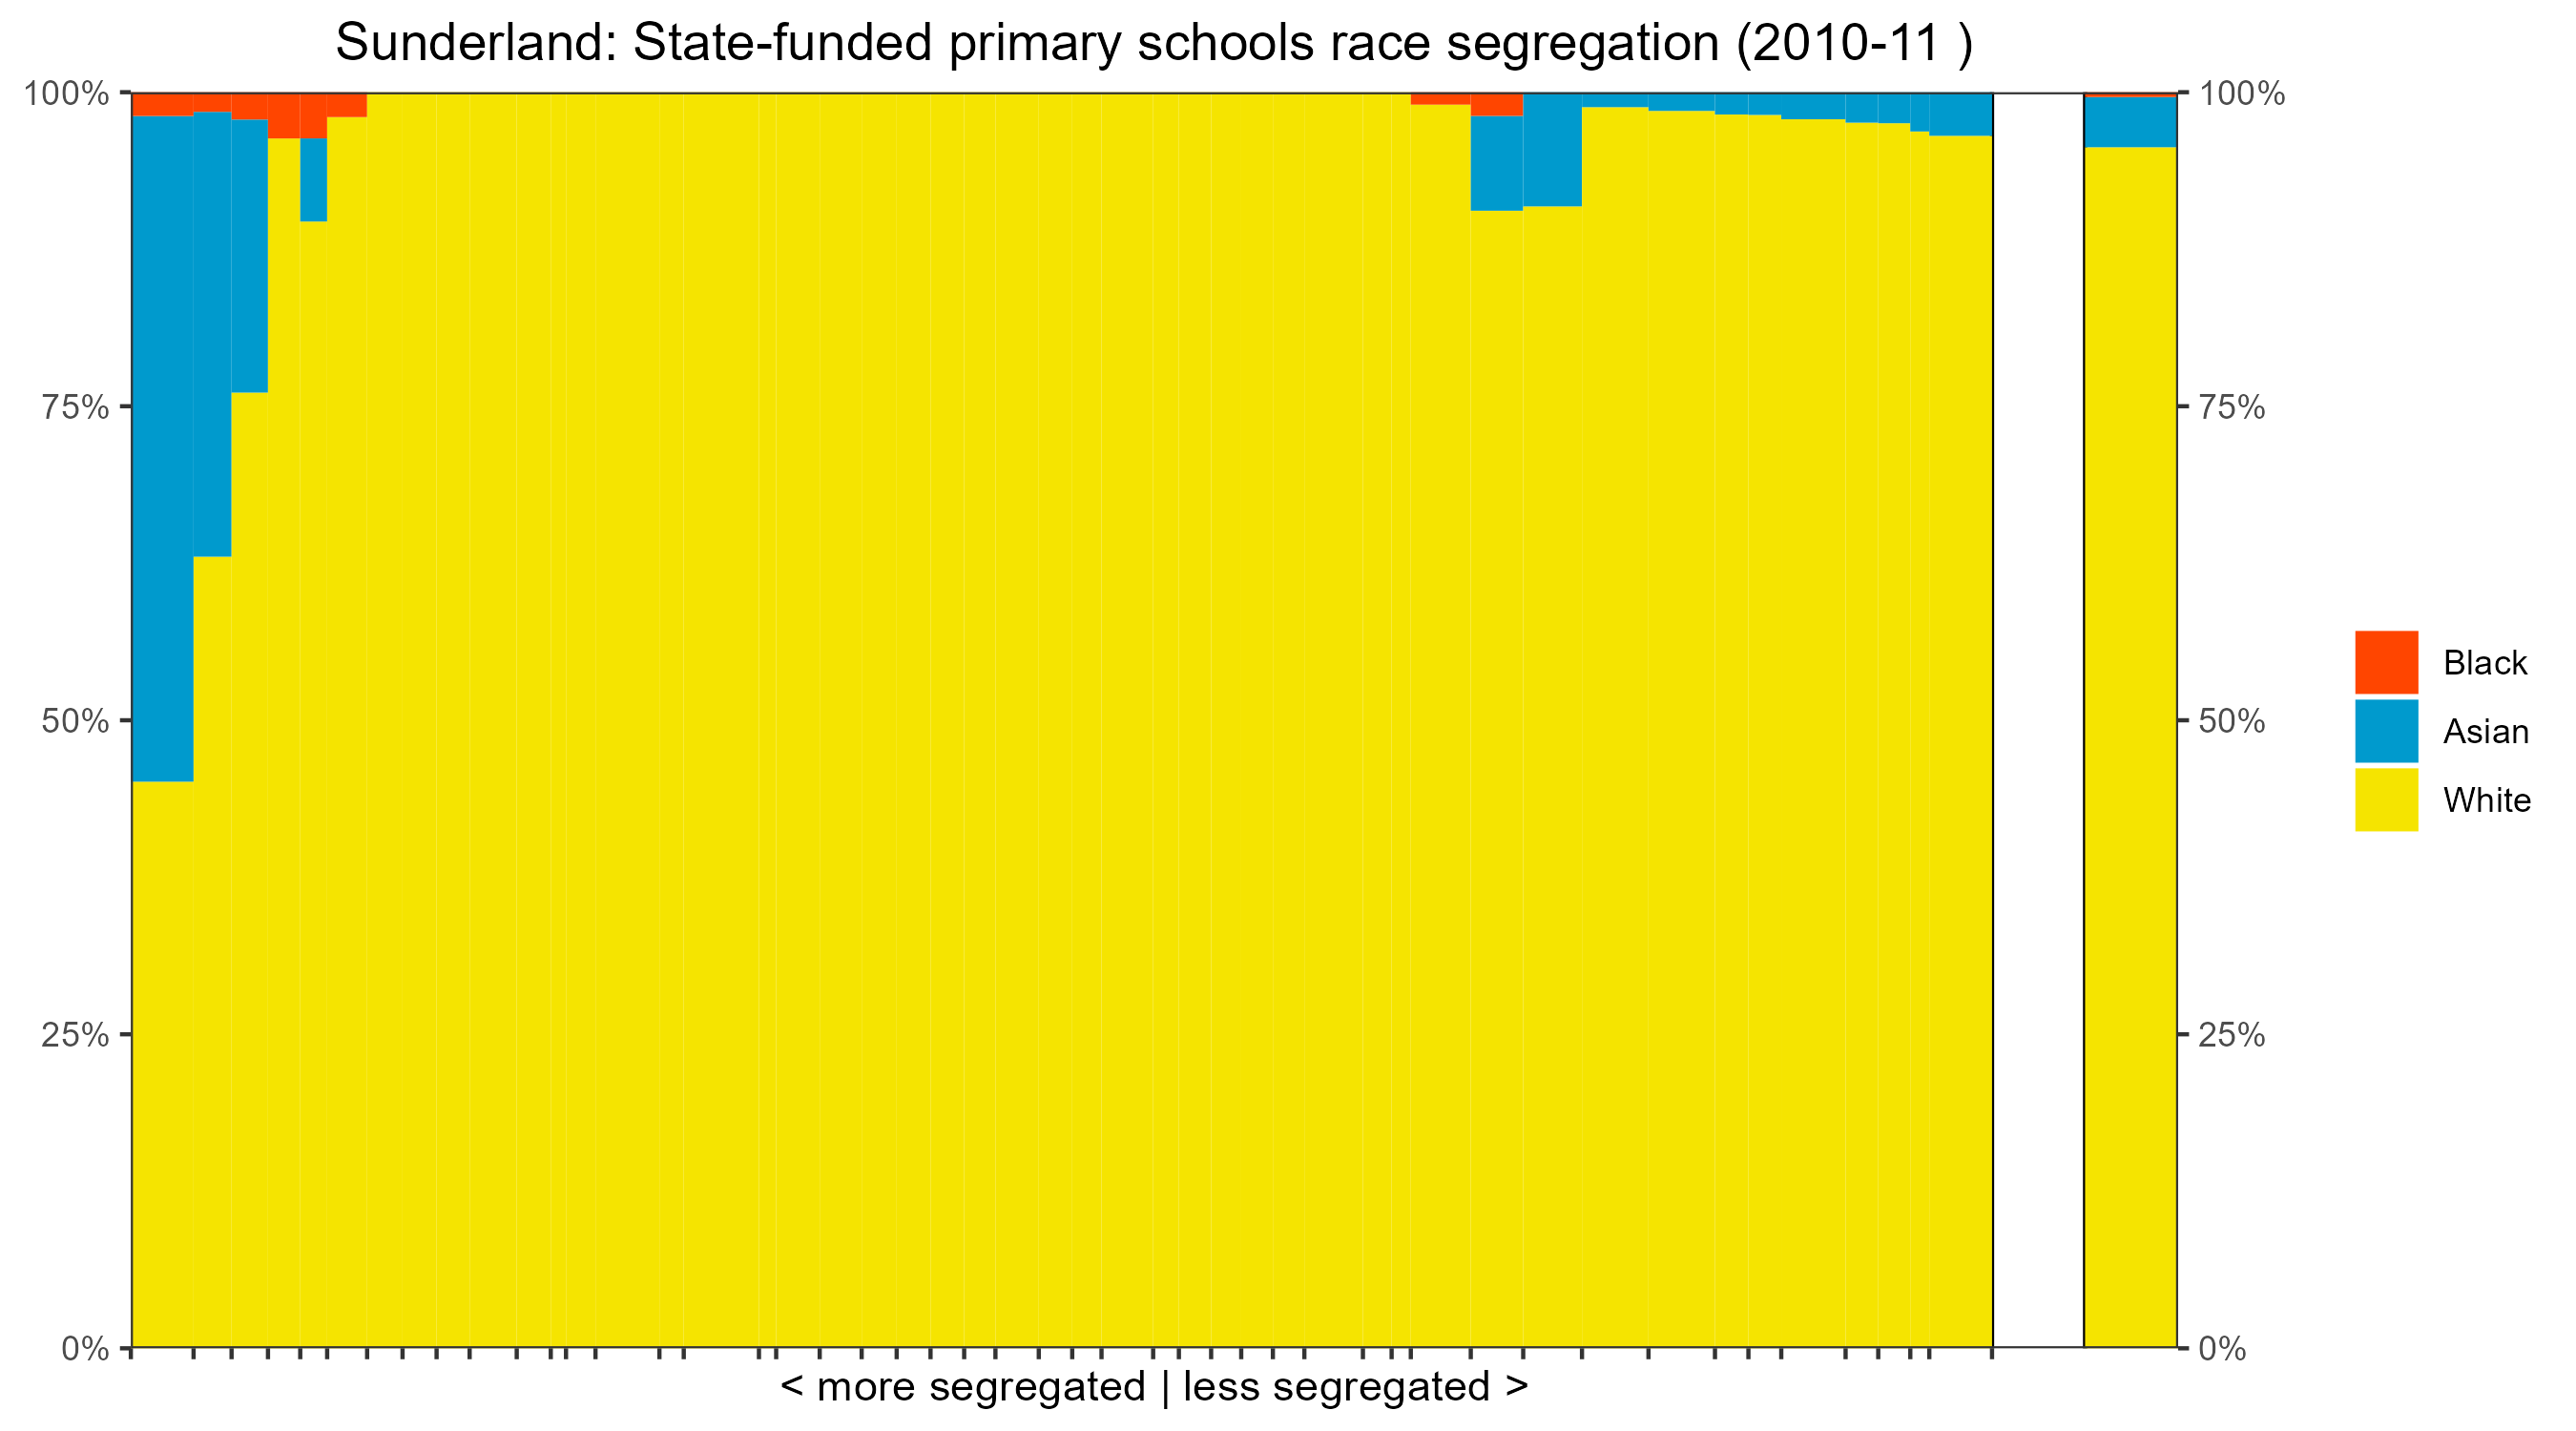 Sunderland: State-funded primary schools race segregation (2010-11 )
100%
75%
50%
25%
0%
100%
75%
50%
25%
0%
Black
Asian
White
< more segregated | less segregated >